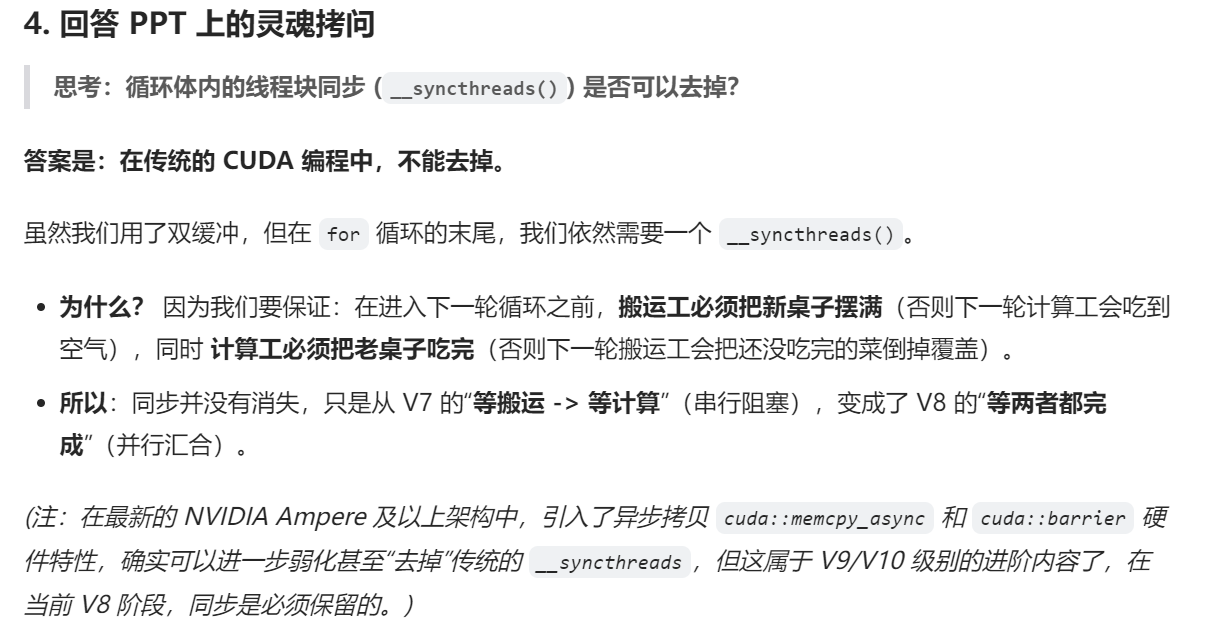 4. 回答 PPT 上的灵魂拷问
思考：循环体内的线程块同步 (__syncthreads()) 是否可以去掉？
答案是：在传统的 CUDA 编程中，不能去掉。
虽然我们用了双缓冲，但在 for 循环的末尾，我们依然需要一个 __syncthreads()。
• 为什么？ 因为我们要保证：在进入下一轮循环之前，搬运工必须把新桌子摆满（否则下一轮计算工会吃到
空气），同时 计算工必须把老桌子吃完（否则下一轮搬运工会把还没吃完的菜倒掉覆盖）。
• 所以：同步并没有消失，只是从 V7 的“等搬运 -> 等计算”（串行阻塞），变成了 V8 的“等两者都完
成”（并行汇合）。
(注：在最新的 NVIDIA Ampere 及以上架构中，引入了异步拷贝 cuda::memcpy_async 和 cuda::barrier 硬
件特性，确实可以进一步弱化甚至“去掉”传统的 __syncthreads，但这属于 V9/V10 级别的进阶内容了，在
当前 V8 阶段，同步是必须保留的。)